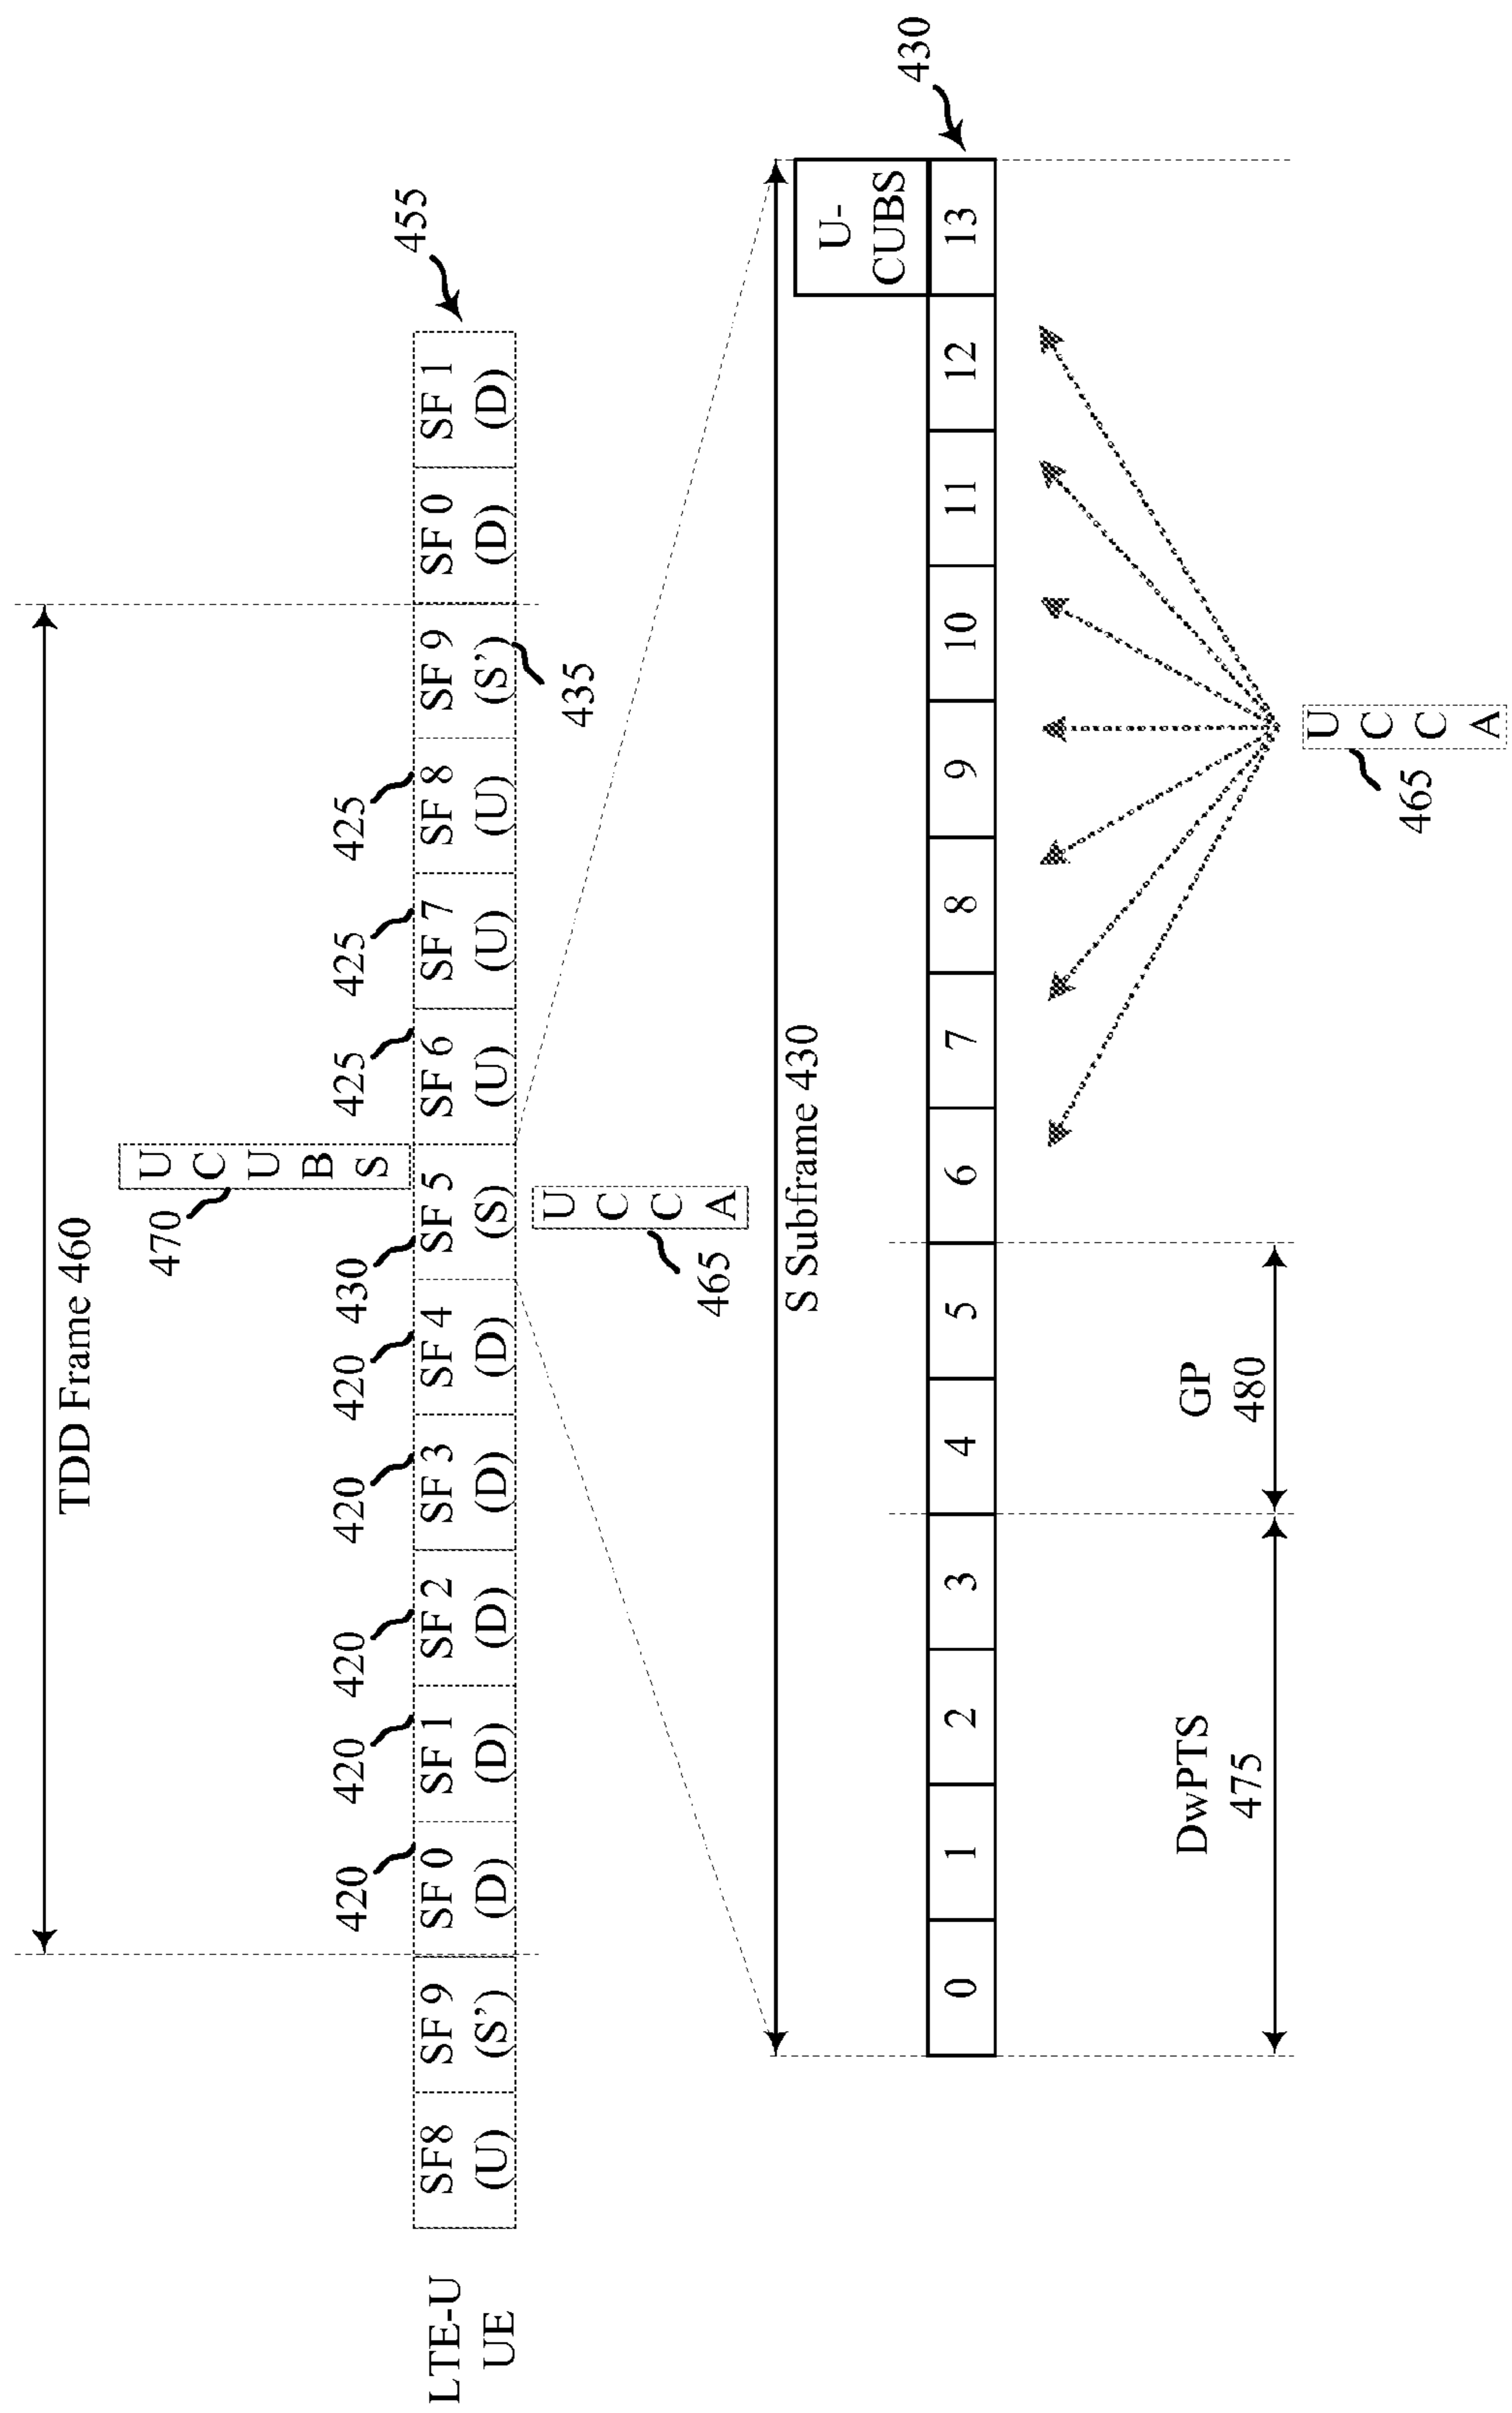 TDD Frame 460
470
U
C
U
B
S
420
420
420
420
420
430
425
425
425
455
LTE-U
UE
SF8
(U)
SF 9
(S’)
SF 0
(D)
SF 1
(D)
SF 2
(D)
SF 3
(D)
SF 4
(D)
SF 5
(S)
SF 6
(U)
SF 7
(U)
SF 8
(U)
SF 9
(S’)
SF 0
(D)
SF 1
(D)
435
465
U
C
C
A
S Subframe 430
U-
CUBS
430
0
1
2
3
4
5
6
7
8
9
10
11
12
13
DwPTS
475
GP
480
465
U
C
C
A